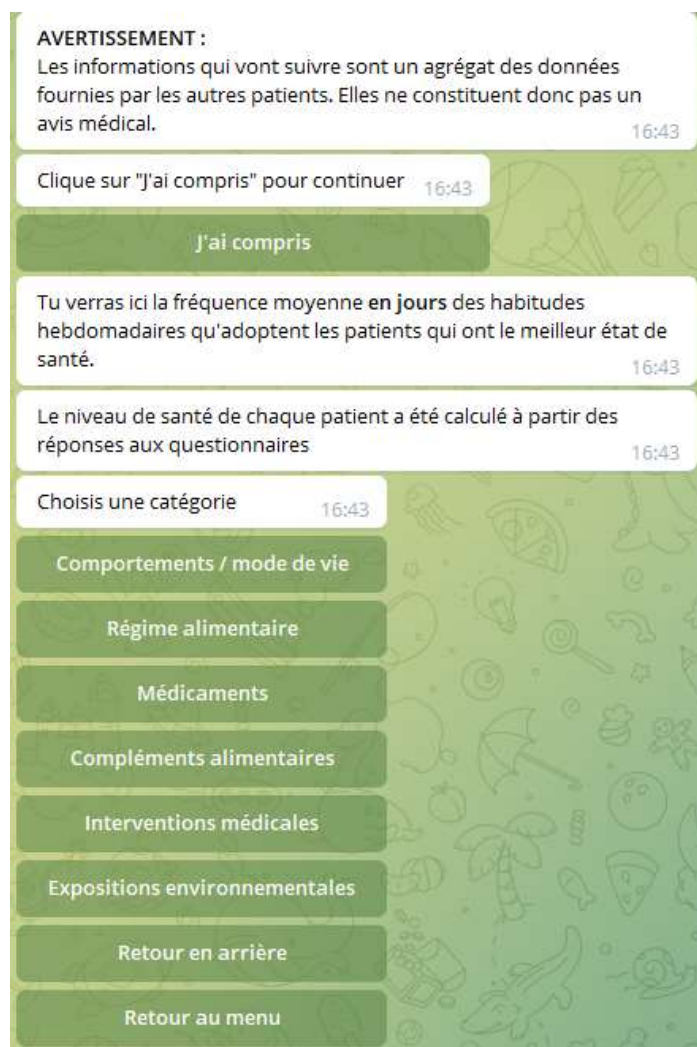 AVERTISSEMENT :
Les informations qui vont suivre sont un agrégat des données
fournies par les autres patients. Elles ne constituent donc pas un
avis médical.
16:43
Clique sur "J'ai compris" pour continuer 16:43
J'ai compris
Tu verras ici la fréquence moyenne en jours des habitudes
hebdomadaires qu'adoptent les patients qui ont le meilleur état de
santé.
16:43
Le niveau de santé de chaque patient a été calculé à partir des
réponses aux questionnaires
16:43
Choisis une catégorie 16:43
Comportements / mode de vie
Régime alimentaire
Médicaments
Compléments alimentaires
Interventions médicales
Expositions environnementales
Retour en arrière
Retour au menu